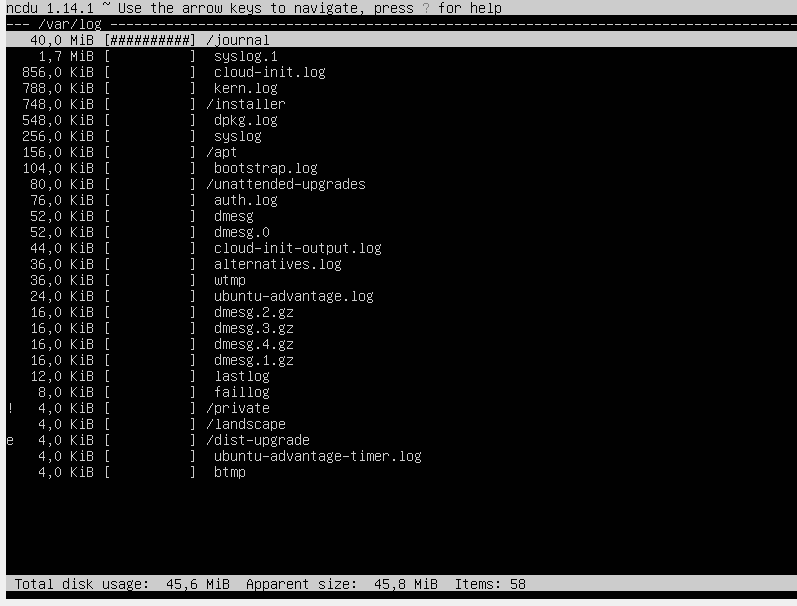 ncdu 1.14.1 ~ Use the arrow keys to navigate, press ? for help
--- /var/log ---------------------------------------------------------------------------------------
40,0 MiB [##########] /journal
1,7 MiB [          ]  syslog.1
856,0 KiB [          ]  cloud-init.log
788,0 KiB [          ]  kern.log
748,0 KiB [          ] /installer
548,0 KiB [          ]  dpkg.log
256,0 KiB [          ]  syslog
156,0 KiB [          ] /apt
104,0 KiB [          ]  bootstrap.log
80,0 KiB [          ] /unattended-upgrades
76,0 KiB [          ]  auth.log
52,0 KiB [          ]  dmesg
52,0 KiB [          ]  dmesg.0
44,0 KiB [          ]  cloud-init-output.log
36,0 KiB [          ]  alternatives.log
36,0 KiB [          ]  wtmp
24,0 KiB [          ]  ubuntu-advantage.log
16,0 KiB [          ]  dmesg.2.gz
16,0 KiB [          ]  dmesg.3.gz
16,0 KiB [          ]  dmesg.4.gz
16,0 KiB [          ]  dmesg.1.gz
12,0 KiB [          ]  lastlog
8,0 KiB [          ]  faillog
! 4,0 KiB [          ] /private
4,0 KiB [          ] /landscape
e 4,0 KiB [          ] /dist-upgrade
4,0 KiB [          ]  ubuntu-advantage-timer.log
4,0 KiB [          ]  btmp
Total disk usage:  45,6 MiB  Apparent size:  45,8 MiB  Items: 58